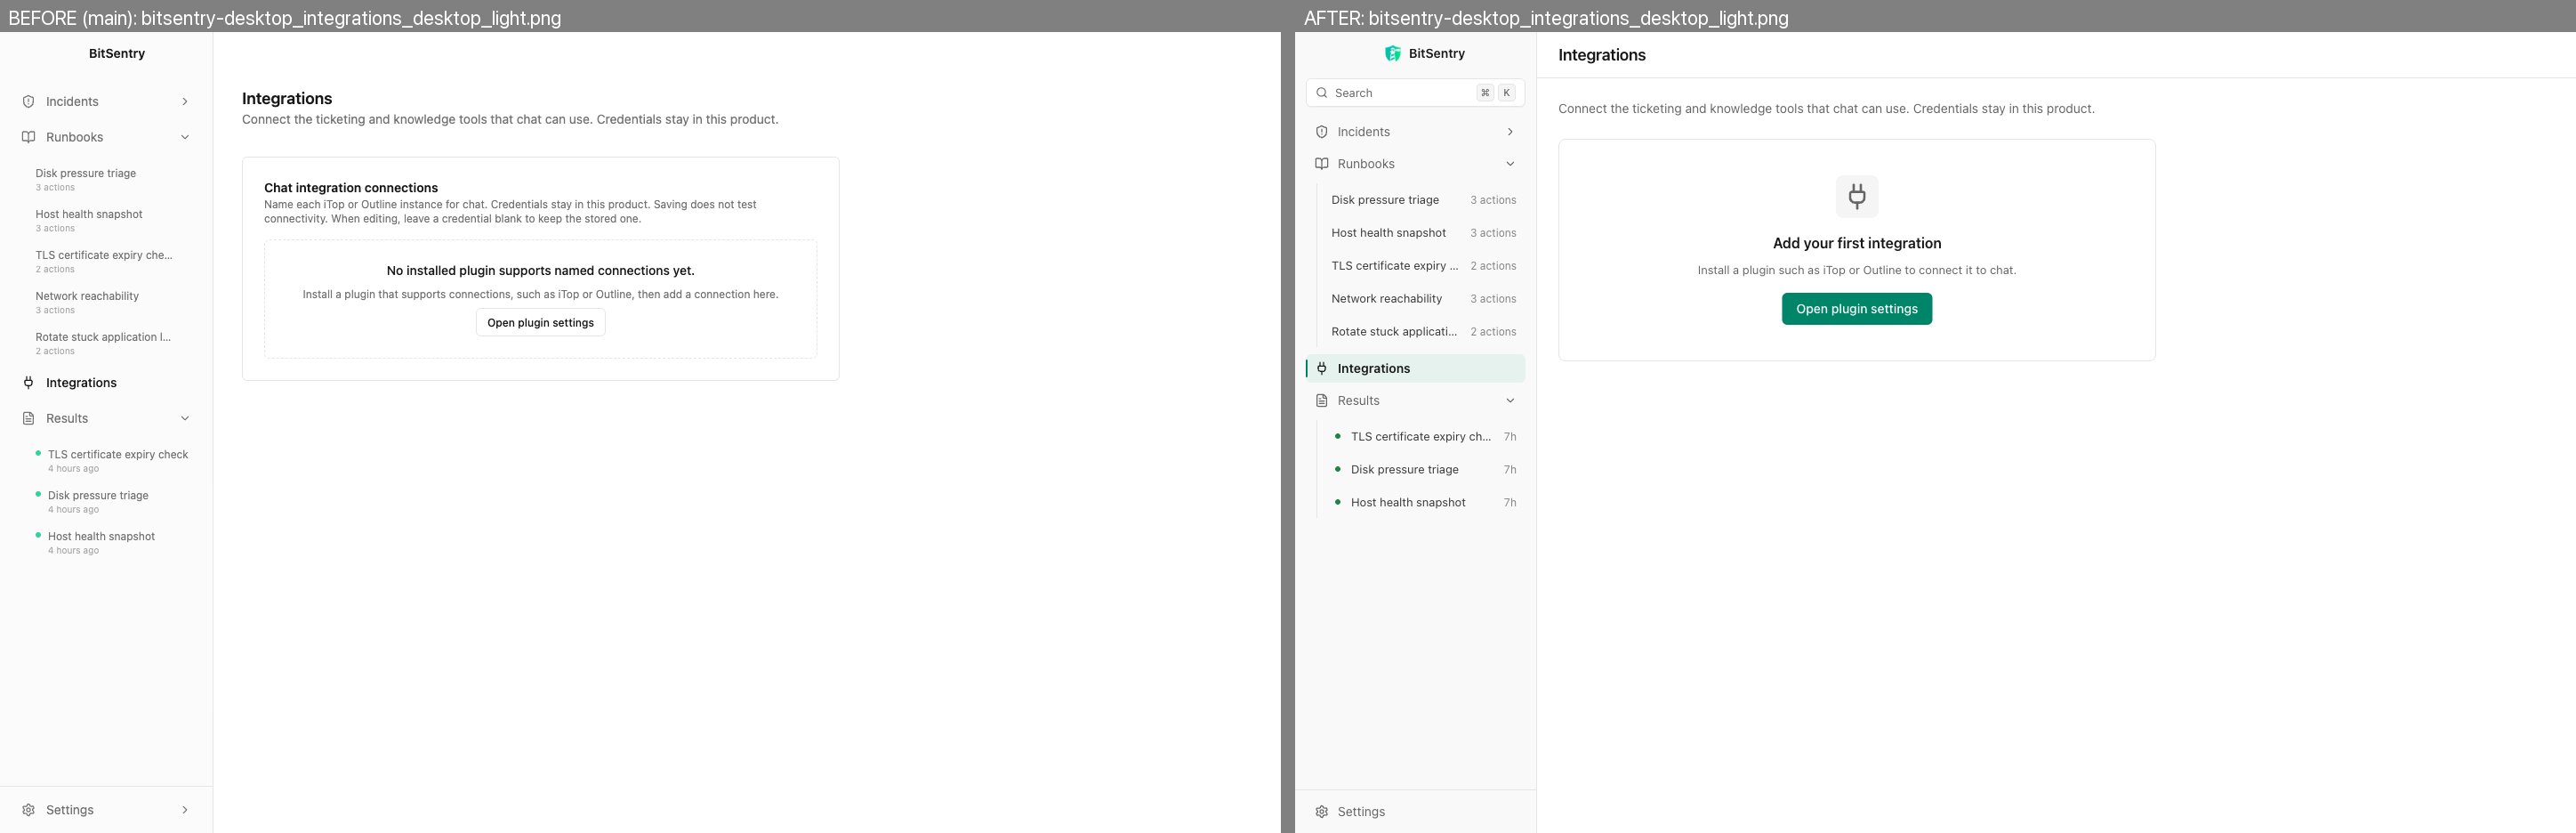 BEFORE (main): bitsentry-desktop_integrations_desktop_light.png
BitSentry
Incidents
Runbooks
Disk pressure triage
3 actions
Host health snapshot
3 actions
TLS certificate expiry che...
2 actions
Network reachability
3 actions
Rotate stuck application l...
2 actions
Integrations
Results
TLS certificate expiry check
4 hours ago
Disk pressure triage
4 hours ago
Host health snapshot
4 hours ago
Settings
Integrations
Connect the ticketing and knowledge tools that chat can use. Credentials stay in this product.
Chat integration connections
Name each iTop or Outline instance for chat. Credentials stay in this product. Saving does not test
connectivity. When editing, leave a credential blank to keep the stored one.
No installed plugin supports named connections yet.
Install a plugin that supports connections, such as iTop or Outline, then add a connection here.
Open plugin settings
AFTER: bitsentry-desktop_integrations_desktop_light.png
BitSentry
Search ⌘ K
Incidents
Runbooks
Disk pressure triage 3 actions
Host health snapshot 3 actions
TLS certificate expiry ... 2 actions
Network reachability 3 actions
Rotate stuck applicati... 2 actions
Integrations
Results
TLS certificate expiry ch... 7h
Disk pressure triage 7h
Host health snapshot 7h
Settings
Integrations
Connect the ticketing and knowledge tools that chat can use. Credentials stay in this product.
Add your first integration
Install a plugin such as iTop or Outline to connect it to chat.
Open plugin settings